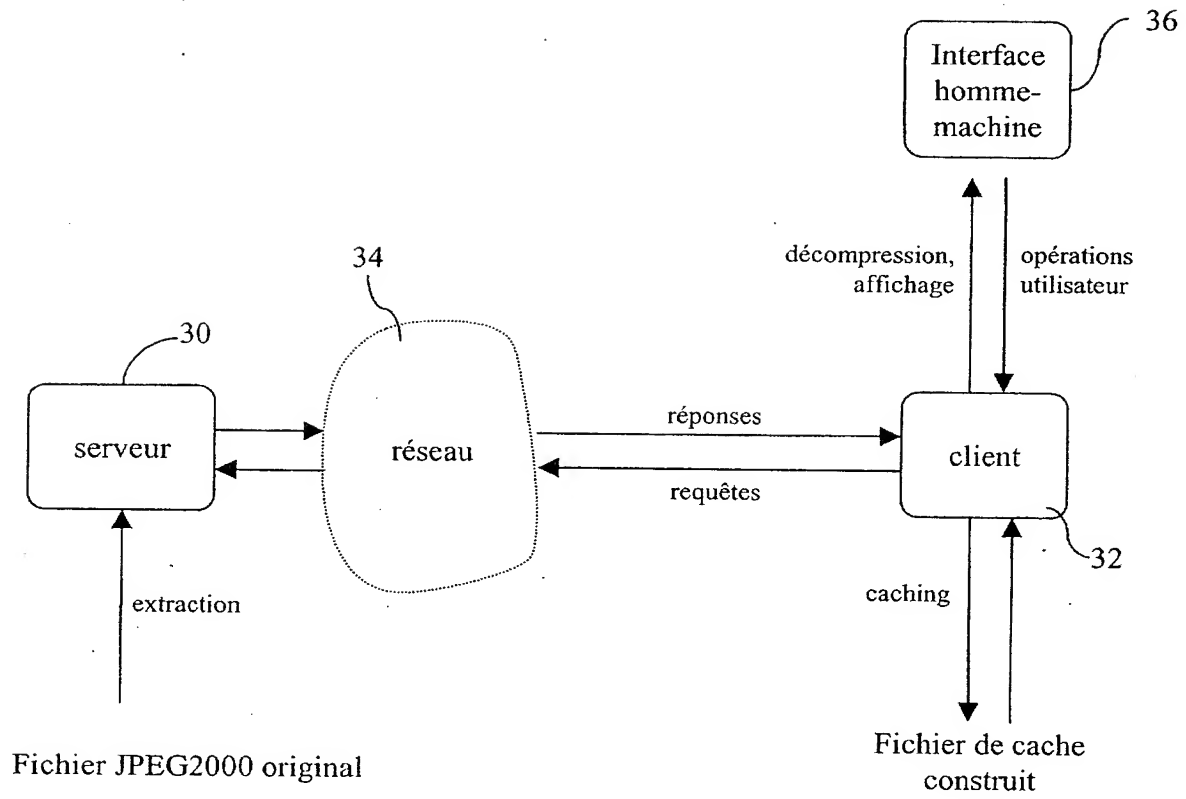 36
Interface
homme-
machine
décompression,
affichage
opérations
utilisateur
34
30
serveur
réseau
réponses
requêtes
client
32
extraction
caching
Fichier JPEG2000 original
Fichier de cache
construit